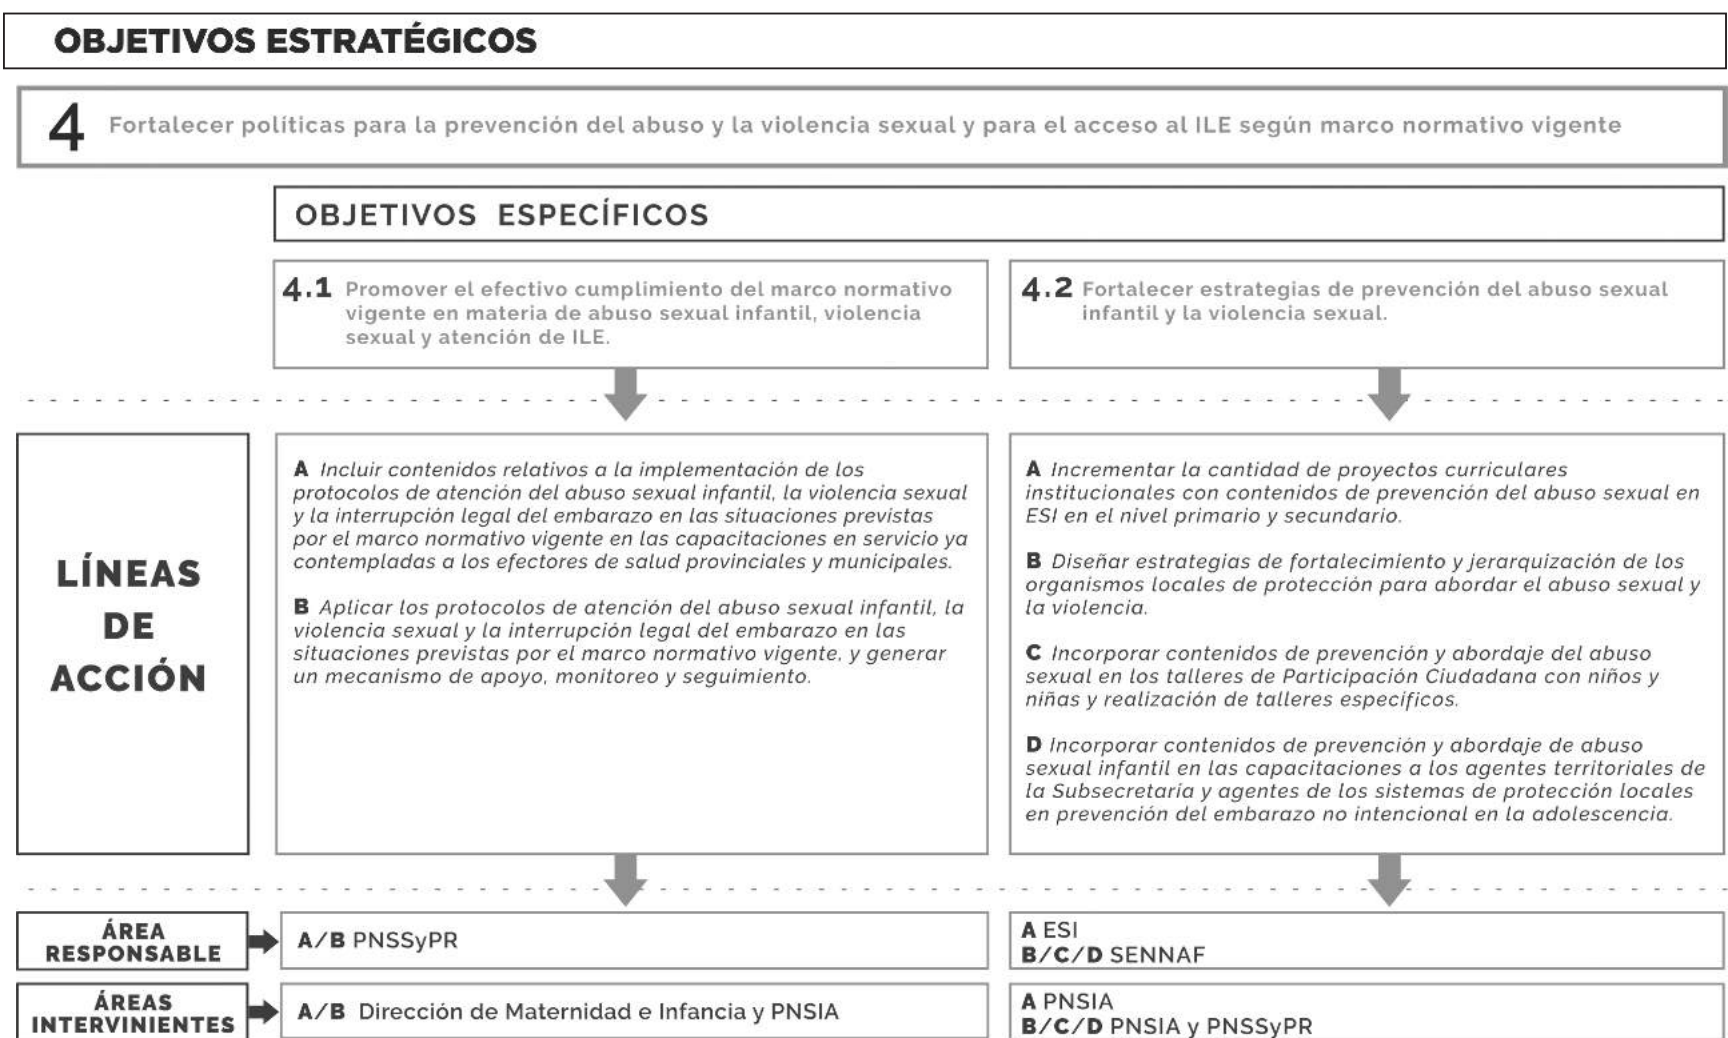 OBJETIVOS ESTRATÉGICOS
4 Fortalecer políticas para la prevención del abuso y la violencia sexual y para el acceso al ILE según marco normativo vigente
OBJETIVOS ESPECÍFICOS
4.1 Promover el efectivo cumplimiento del marco normativo
vigente en materia de abuso sexual infantil, violencia
sexual y atención de ILE.
4.2 Fortalecer estrategias de prevención del abuso sexual
infantil y la violencia sexual.
LÍNEAS
DE
ACCIÓN
A Incluir contenidos relativos a la implementación de los
protocolos de atención del abuso sexual infantil, la violencia sexual
y la interrupción legal del embarazo en las situaciones previstas
por el marco normativo vigente en las capacitaciones en servicio ya
contempladas a los efectores de salud provinciales y municipales.
B Aplicar los protocolos de atención del abuso sexual infantil, la
violencia sexual y la interrupción legal del embarazo en las
situaciones previstas por el marco normativo vigente, y generar
un mecanismo de apoyo, monitoreo y seguimiento.
A Incrementar la cantidad de proyectos curriculares
institucionales con contenidos de prevención del abuso sexual en
ESI en el nivel primario y secundario.
B Diseñar estrategias de fortalecimiento y jerarquización de los
organismos locales de protección para abordar el abuso sexual y
la violencia.
C Incorporar contenidos de prevención y abordaje del abuso
sexual en los talleres de Participación Ciudadana con niños y
niñas y realización de talleres específicos.
D Incorporar contenidos de prevención y abordaje de abuso
sexual infantil en las capacitaciones a los agentes territoriales de
la Subsecretaría y agentes de los sistemas de protección locales
en prevención del embarazo no intencional en la adolescencia.
ÁREA
RESPONSABLE
A/B PNSSyPR
A ESI
B/C/D SENNAF
ÁREAS
INTERVINIENTES
A/B Dirección de Maternidad e Infancia y PNSIA
A PNSIA
B/C/D PNSIA y PNSSyPR